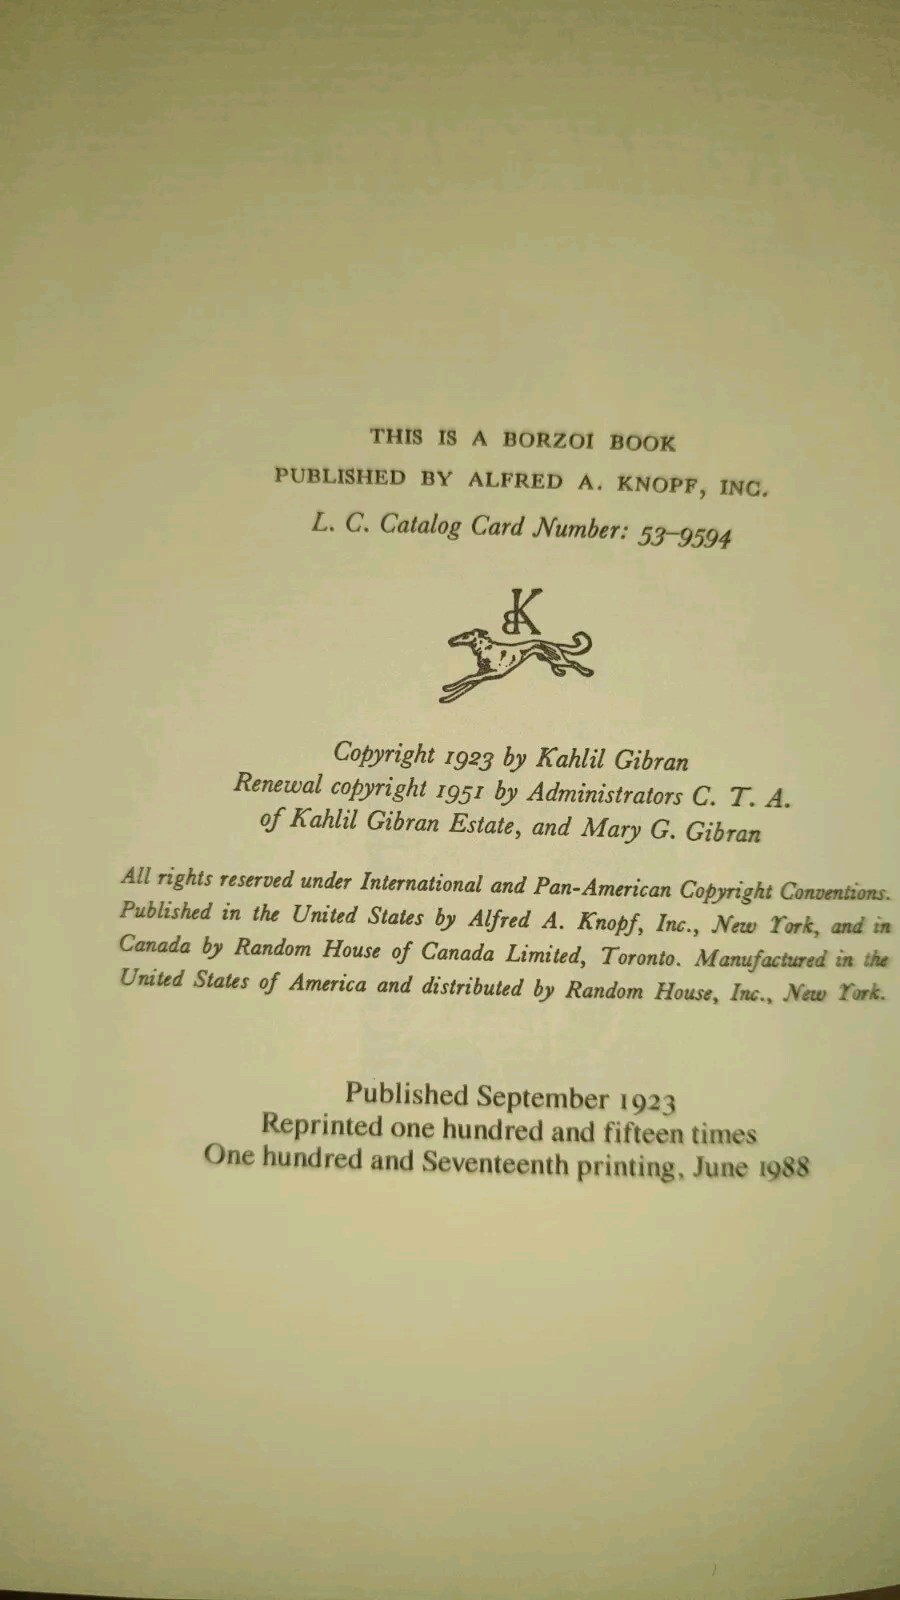 THIS IS A BORZOI BOOK
PUBLISHED BY ALFRED A. KNOPF, INC.
L. C. Catalog Card Number: 53-9594
BK
Copyright 1923 by Kahlil Gibran
Renewal copyright 1951 by Administrators C. T. A.
of Kahlil Gibran Estate, and Mary G. Gibran
All rights reserved under International and Pan-American Copyright Conventions.
Published in the United States by Alfred A. Knopf, Inc., New York, and in
Canada by Random House of Canada Limited, Toronto. Manufactured in the
United States of America and distributed by Random House, Inc., New York.
Published September 1923
Reprinted one hundred and fifteen times
One hundred and Seventeenth printing, June 1988